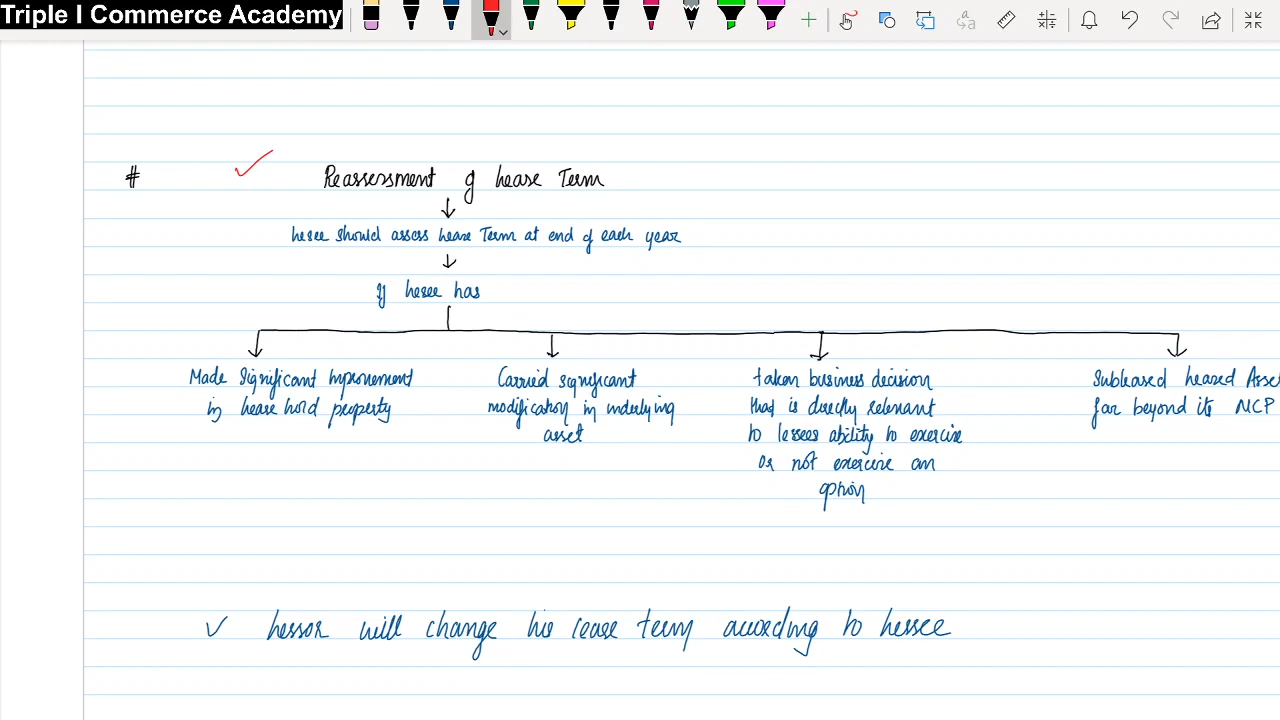 Triple I Commerce Academy
# Reassessment of Lease Term
Lesee should assess Lease Term at end of each year
If Lesee has
Made Significant Improvement
in Lease hold property
Carried significant
modification in underlying
asset
taken business decision
that is directly relevant
to lessees ability to exercise
or not exercise an
option
Subleased Leased Asset
for beyond its NCP
Lessor will change his lease term according to Lessee